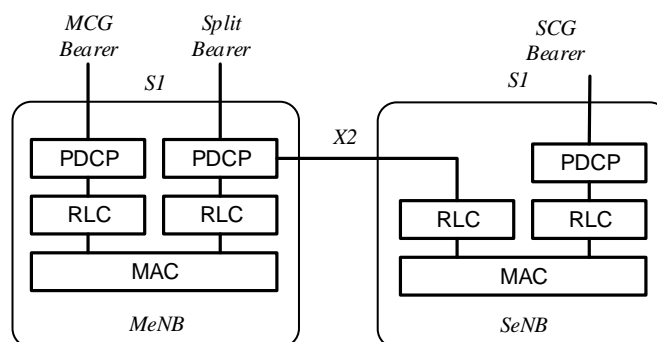 MCG
Bearer
Split
Bearer
SCG
Bearer
S1
S1
X2
PDCP
PDCP
PDCP
RLC
RLC
RLC
RLC
MAC
MAC
MeNB
SeNB